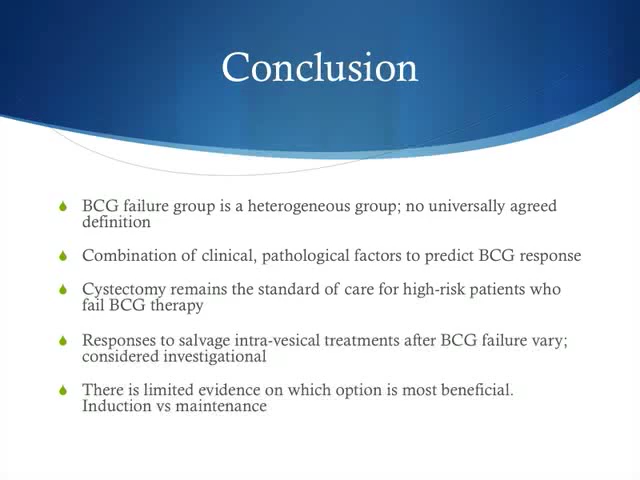 Conclusion
BCG failure group is a heterogeneous group; no universally agreed
definition
Combination of clinical, pathological factors to predict BCG response
Cystectomy remains the standard of care for high-risk patients who
fail BCG therapy
Responses to salvage intra-vesical treatments after BCG failure vary;
considered investigational
There is limited evidence on which option is most beneficial.
Induction vs maintenance